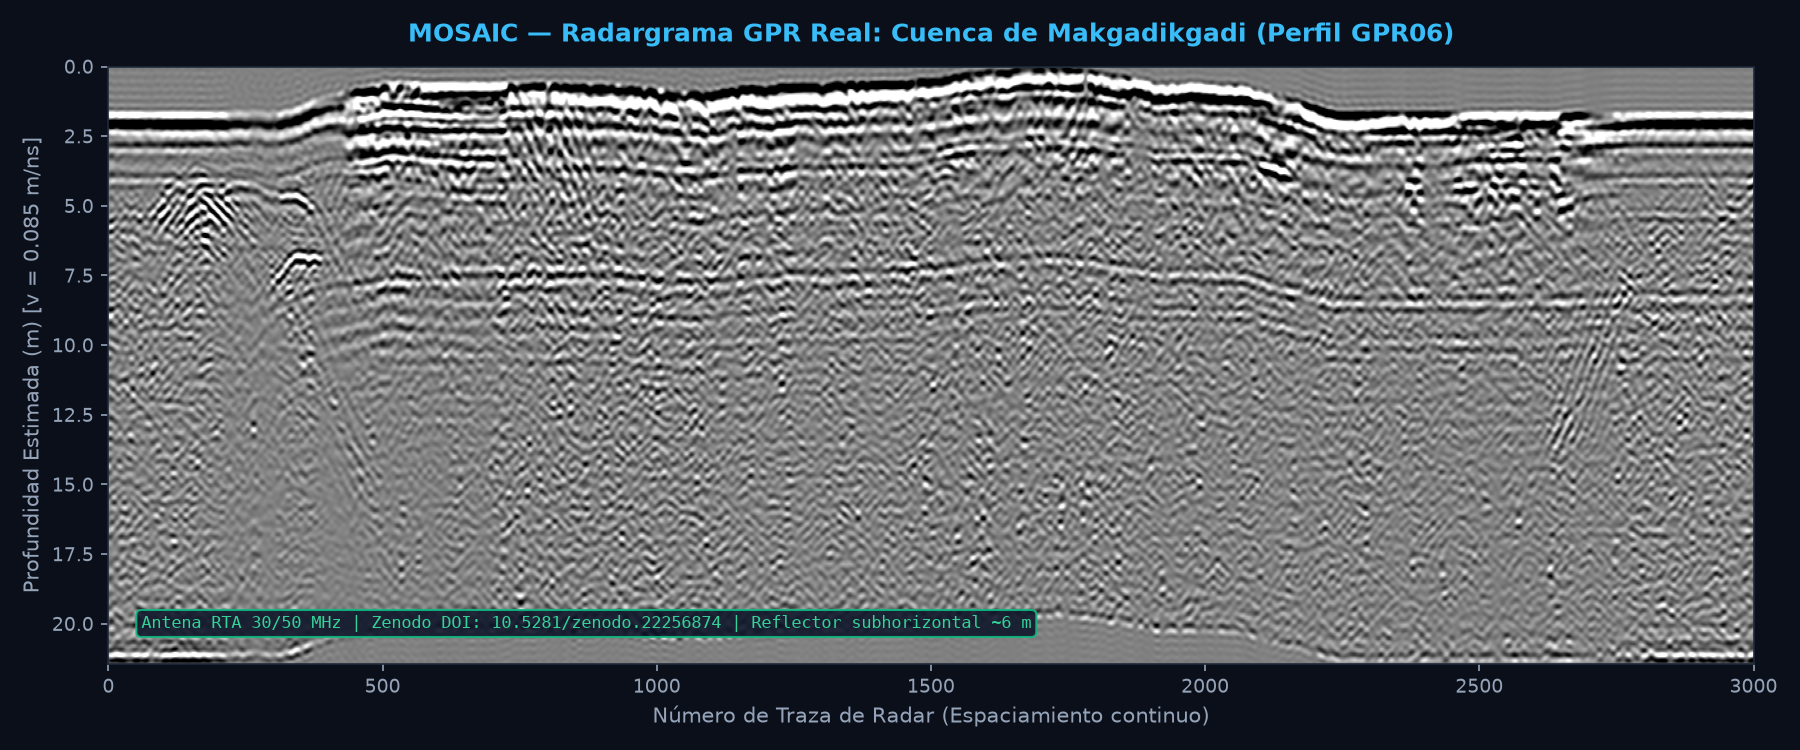 MOSAIC — Radargrama GPR Real: Cuenca de Makgadikgadi (Perfil GPR06)
Profundidad Estimada (m) [v = 0.085 m/ns]
0.0
2.5
5.0
7.5
10.0
12.5
15.0
17.5
20.0
Antena RTA 30/50 MHz | Zenodo DOI: 10.5281/zenodo.22256874 | Reflector subhorizontal ~6 m
0 500 1000 1500 2000 2500 3000
Número de Traza de Radar (Espaciamiento continuo)